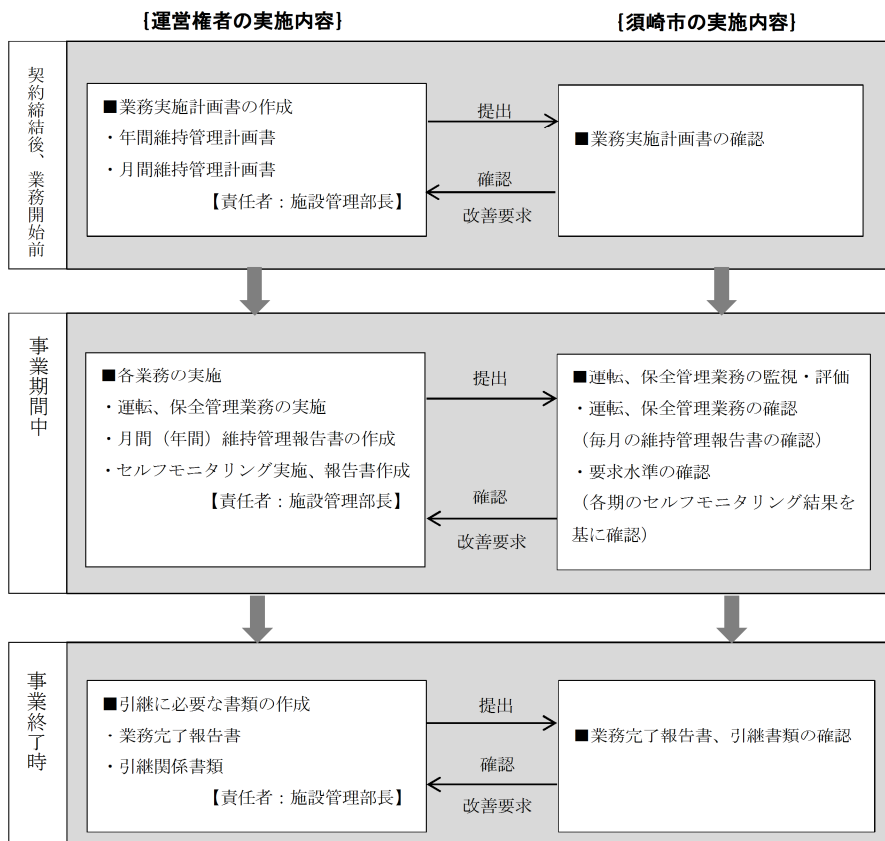 {運営権者の実施内容}
{須崎市の実施内容}
契約締結後、業務開始前
■業務実施計画書の作成
・年間維持管理計画書
・月間維持管理計画書
【責任者：施設管理部長】
提出
確認
改善要求
■業務実施計画書の確認
事業期間中
■各業務の実施
・運転、保全管理業務の実施
・月間（年間）維持管理報告書の作成
・セルフモニタリング実施、報告書作成
【責任者：施設管理部長】
提出
確認
改善要求
■運転、保全管理業務の監視・評価
・運転、保全管理業務の確認
（毎月の維持管理報告書の確認）
・要求水準の確認
（各期のセルフモニタリング結果を
基に確認）
事業終了時
■引継に必要な書類の作成
・業務完了報告書
・引継関係書類
【責任者：施設管理部長】
提出
確認
改善要求
■業務完了報告書、引継書類の確認